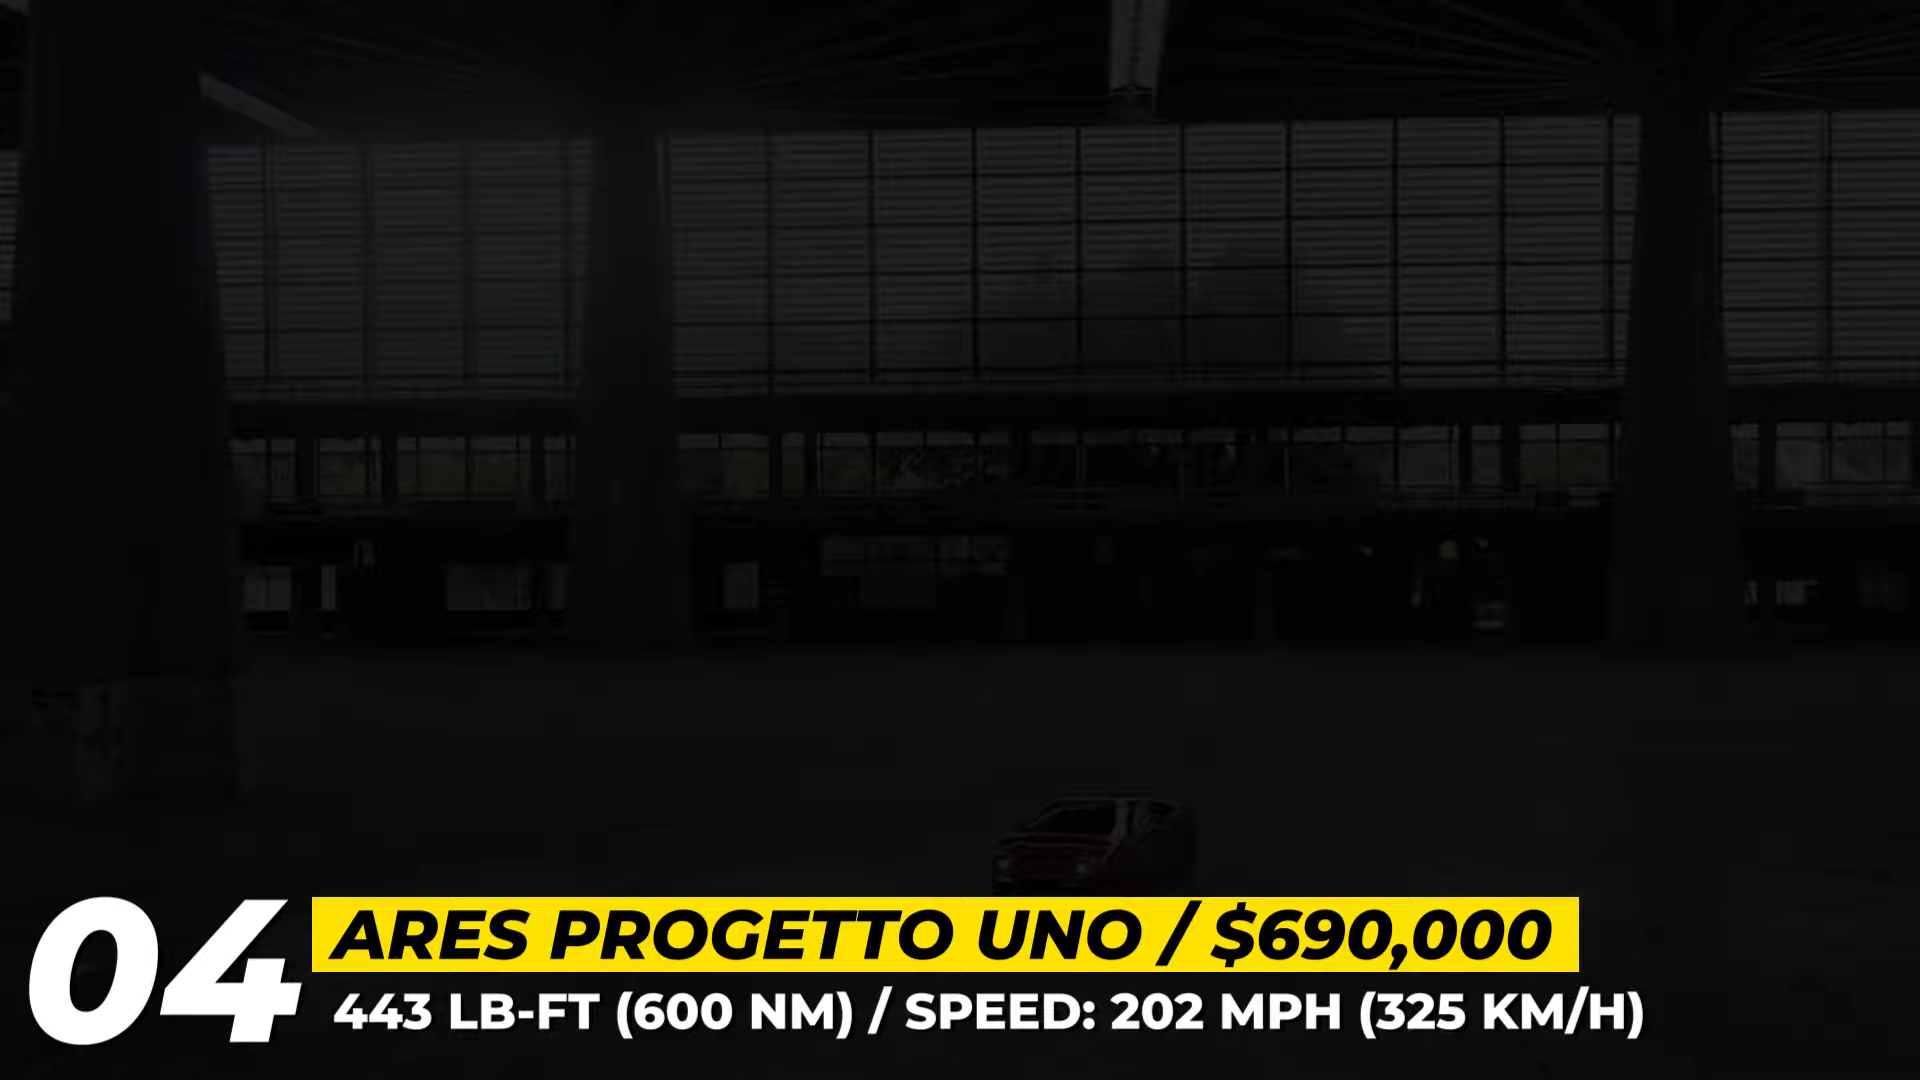 04
ARES PROGETTO UNO / $690,000
443 LB-FT (600 NM) / SPEED: 202 MPH (325 KM/H)